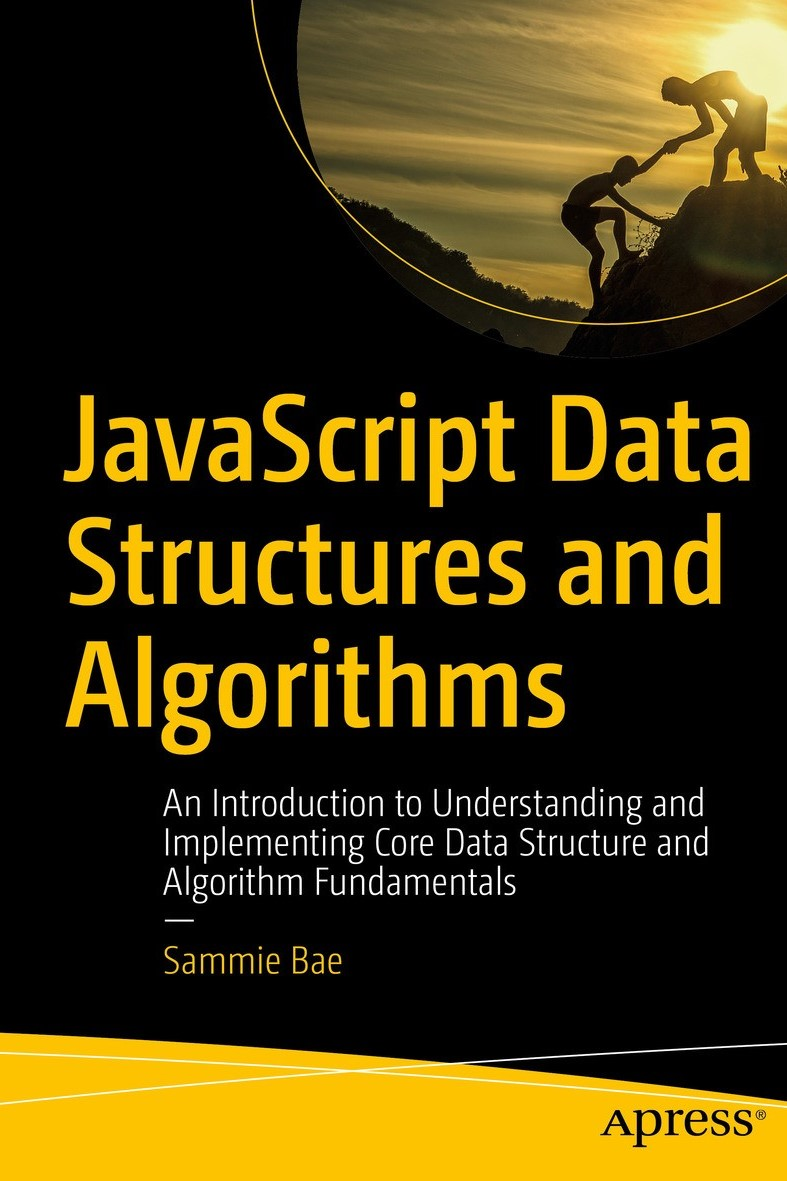 JavaScript Data
Structures and
Algorithms
An Introduction to Understanding and
Implementing Core Data Structure and
Algorithm Fundamentals
—
Sammie Bae
Apress®